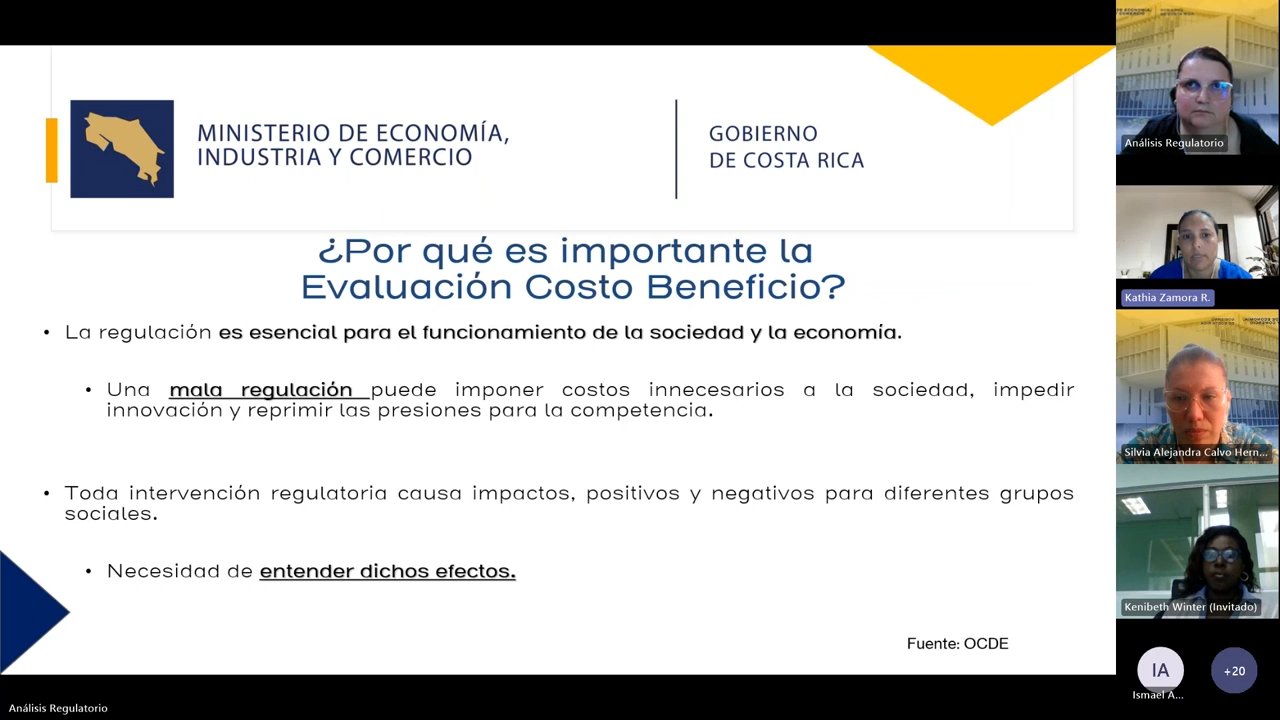 MINISTERIO DE ECONOMÍA,
INDUSTRIA Y COMERCIO
GOBIERNO
DE COSTA RICA
¿Por qué es importante la
Evaluación Costo Beneficio?
• La regulación es esencial para el funcionamiento de la sociedad y la economía.
• Una mala regulación puede imponer costos innecesarios a la sociedad, impedir
innovación y reprimir las presiones para la competencia.
• Toda intervención regulatoria causa impactos, positivos y negativos para diferentes grupos
sociales.
• Necesidad de entender dichos efectos.
Fuente: OCDE
Análisis Regulatorio
Análisis Regulatorio
Kathia Zamora R.
Silvia Alejandra Calvo Hern...
Kenibeth Winter (Invitado)
IA
Ismael A...
+20